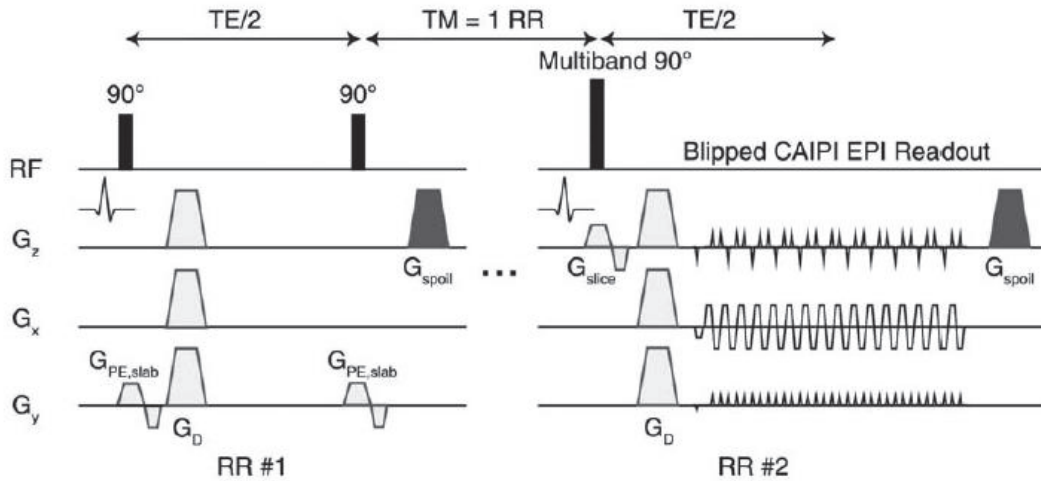 TE/2 TM = 1 RR TE/2
Multiband 90°
90° 90°
RF Blipped CAIPI EPI Readout
G_z
G_spoil ... G_slice G_spoil
G_x
G_PE,slab G_PE,slab
G_y
G_D G_D
RR #1 RR #2